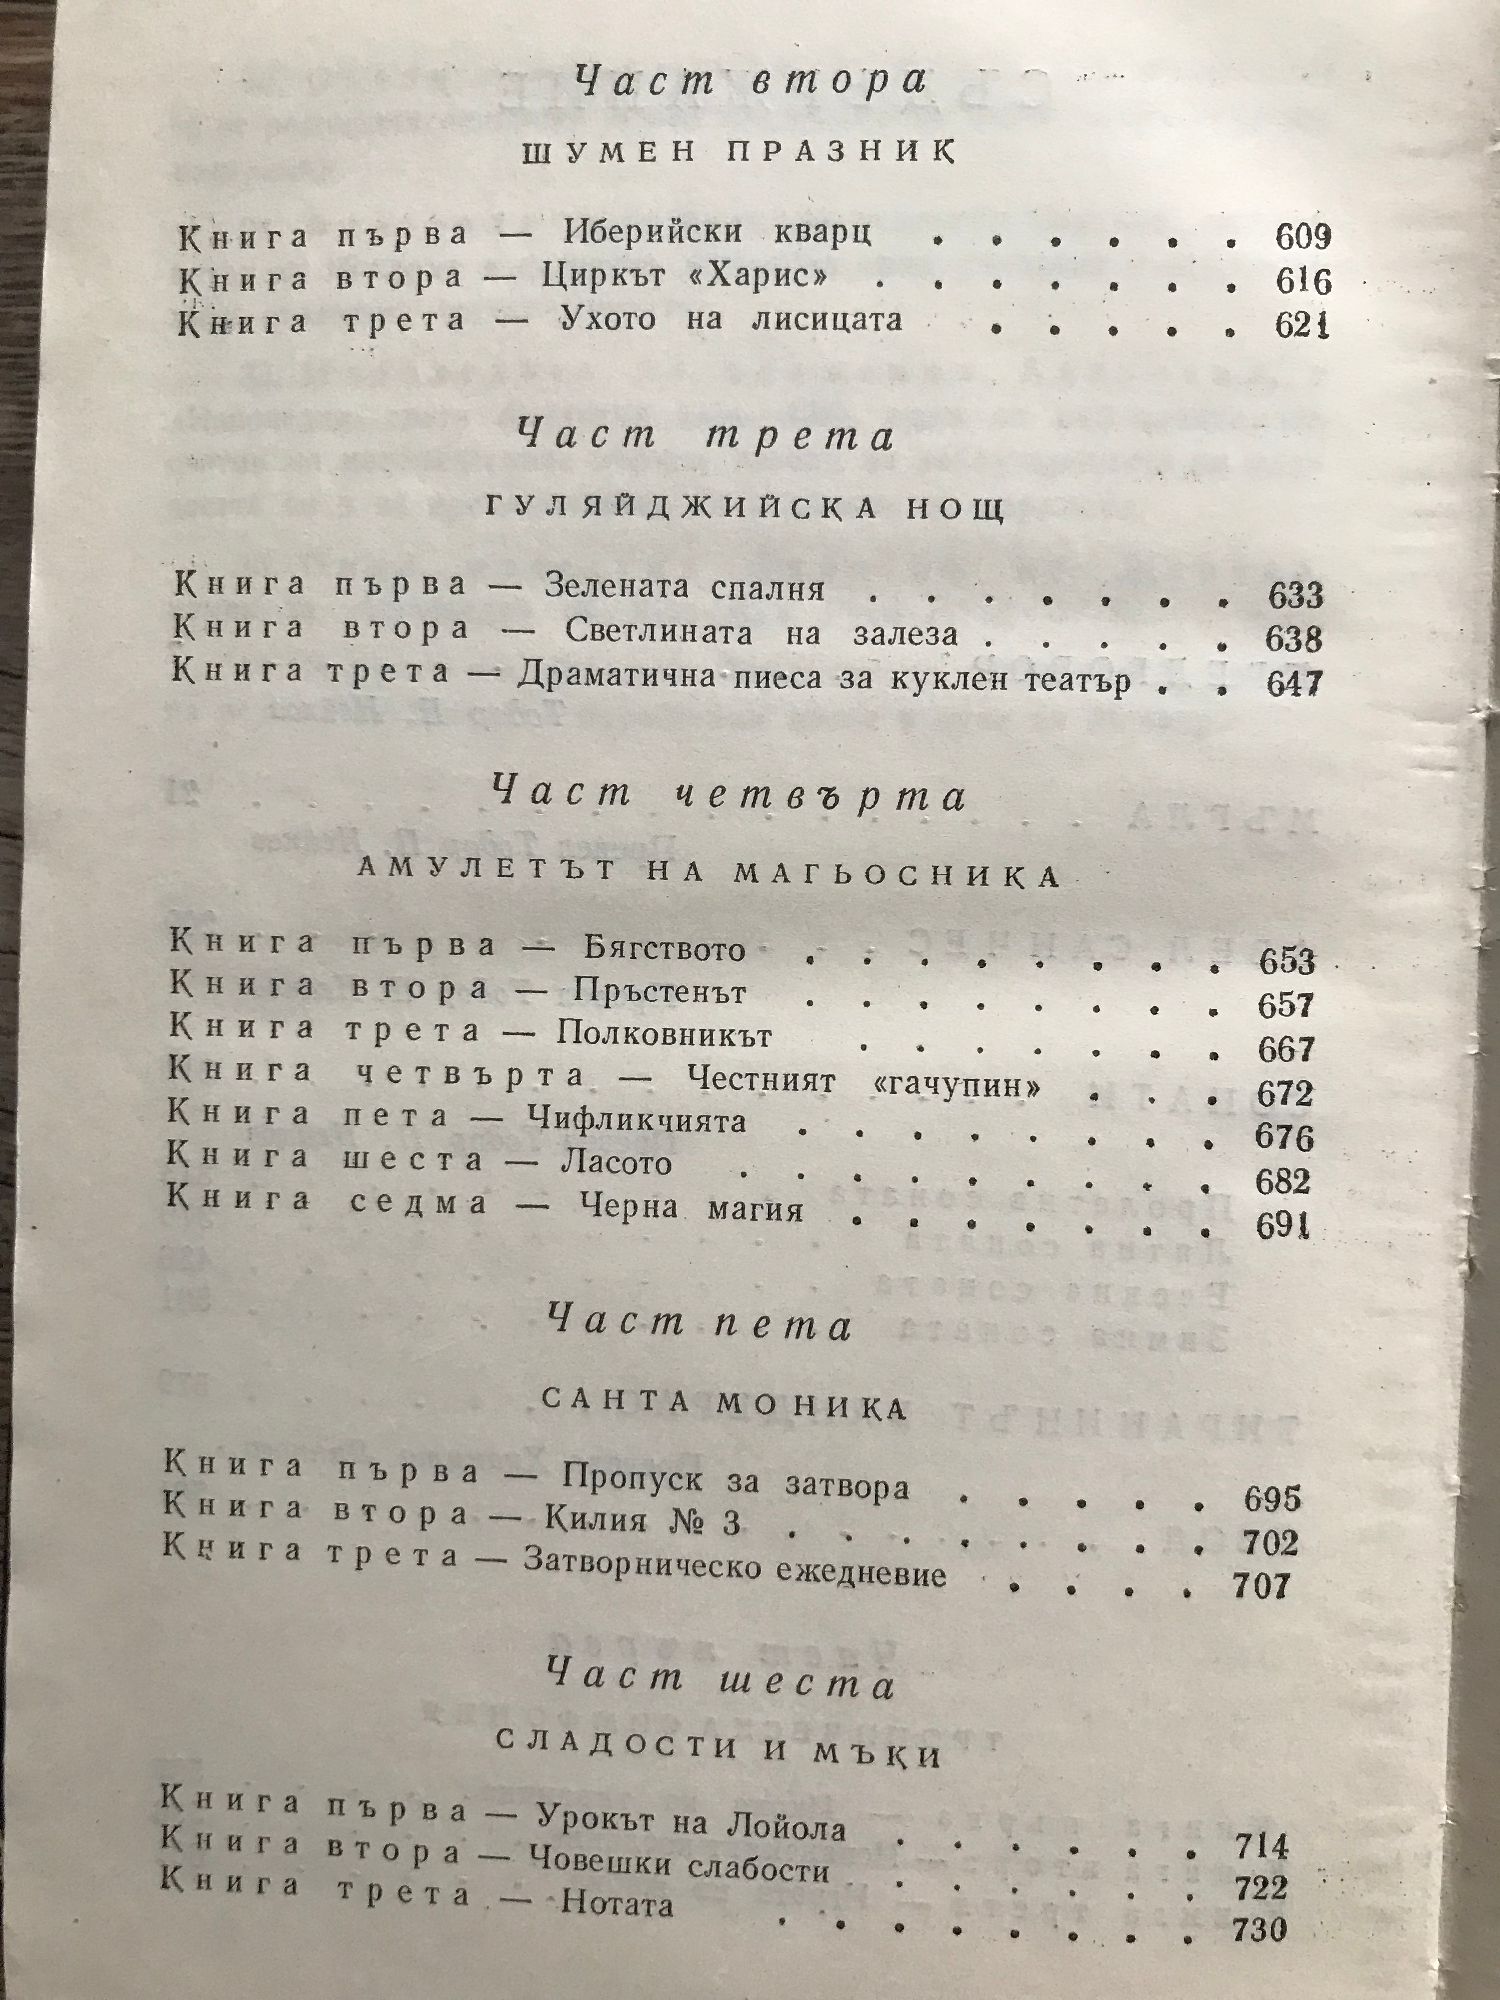 Част втора
ШУМЕН ПРАЗНИК
Книга първа — Иберийски кварц . . . . . . 609
Книга втора — Циркът «Харис» . . . . . . . 616
Книга трета — Ухото на лисицата . . . . . 621
Част трета
ГУЛЯЙДЖИЙСКА НОЩ
Книга първа — Зелената спалня . . . . . . . 633
Книга втора — Светлината на залеза . . . . . 638
Книга трета — Драматична пиеса за куклен театър . . 647
Част четвърта
АМУЛЕТЪТ НА МАГЬОСНИКА
Книга първа — Бягството . . . . . . . . 653
Книга втора — Пръстенът . . . . . . . . 657
Книга трета — Полковникът . . . . . . . 667
Книга четвърта — Честният «гачупин» . . . 672
Книга пета — Чифликчията . . . . . . . . 676
Книга шеста — Ласото . . . . . . . . . 682
Книга седма — Черна магия . . . . . . . 691
Част пета
САНТА МОНИКА
Книга първа — Пропуск за затвора . . . . . 695
Книга втора — Килия № 3 . . . . . . . . 702
Книга трета — Затворническо ежедневие . . . . 707
Част шеста
СЛАДОСТИ И МЪКИ
Книга първа — Урокът на Лойола . . . . . . 714
Книга втора — Човешки слабости . . . . . . 722
Книга трета — Нотата . . . . . . . . 730